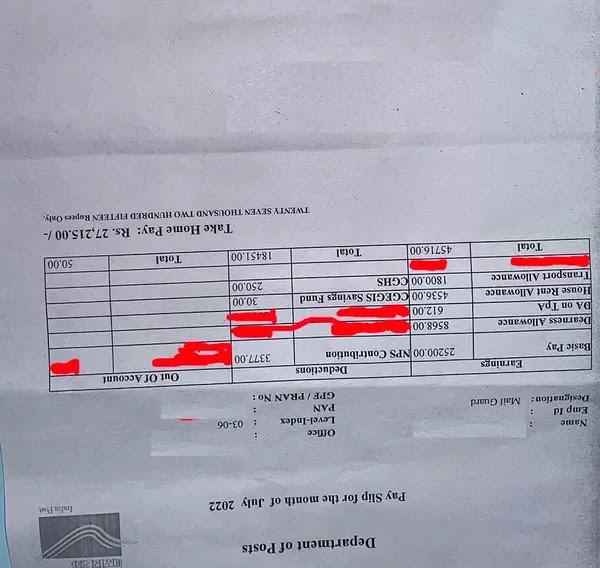 भारतीय डाक
India Post
Department of Posts
Pay Slip for the month of July 2022
Name :
Office :
Emp Id :
Level-Index : 03-06
Designation: Mail Guard
PAN :
GPF / PRAN No :
Earnings Deductions Out Of Account
Basic Pay 25200.00 NPS Contribution 3377.00
Dearness Allowance 8568.00
DA on TpA 612.00
House Rent Allowance 4536.00 CGEGIS Savings Fund 30.00
Transport Allowance 1800.00 CGHS 250.00
Total 45716.00 Total 18451.00 Total 50.00
Take Home Pay: Rs. 27,215.00 /-
TWENTY SEVEN THOUSAND TWO HUNDRED FIFTEEN Rupees Only.